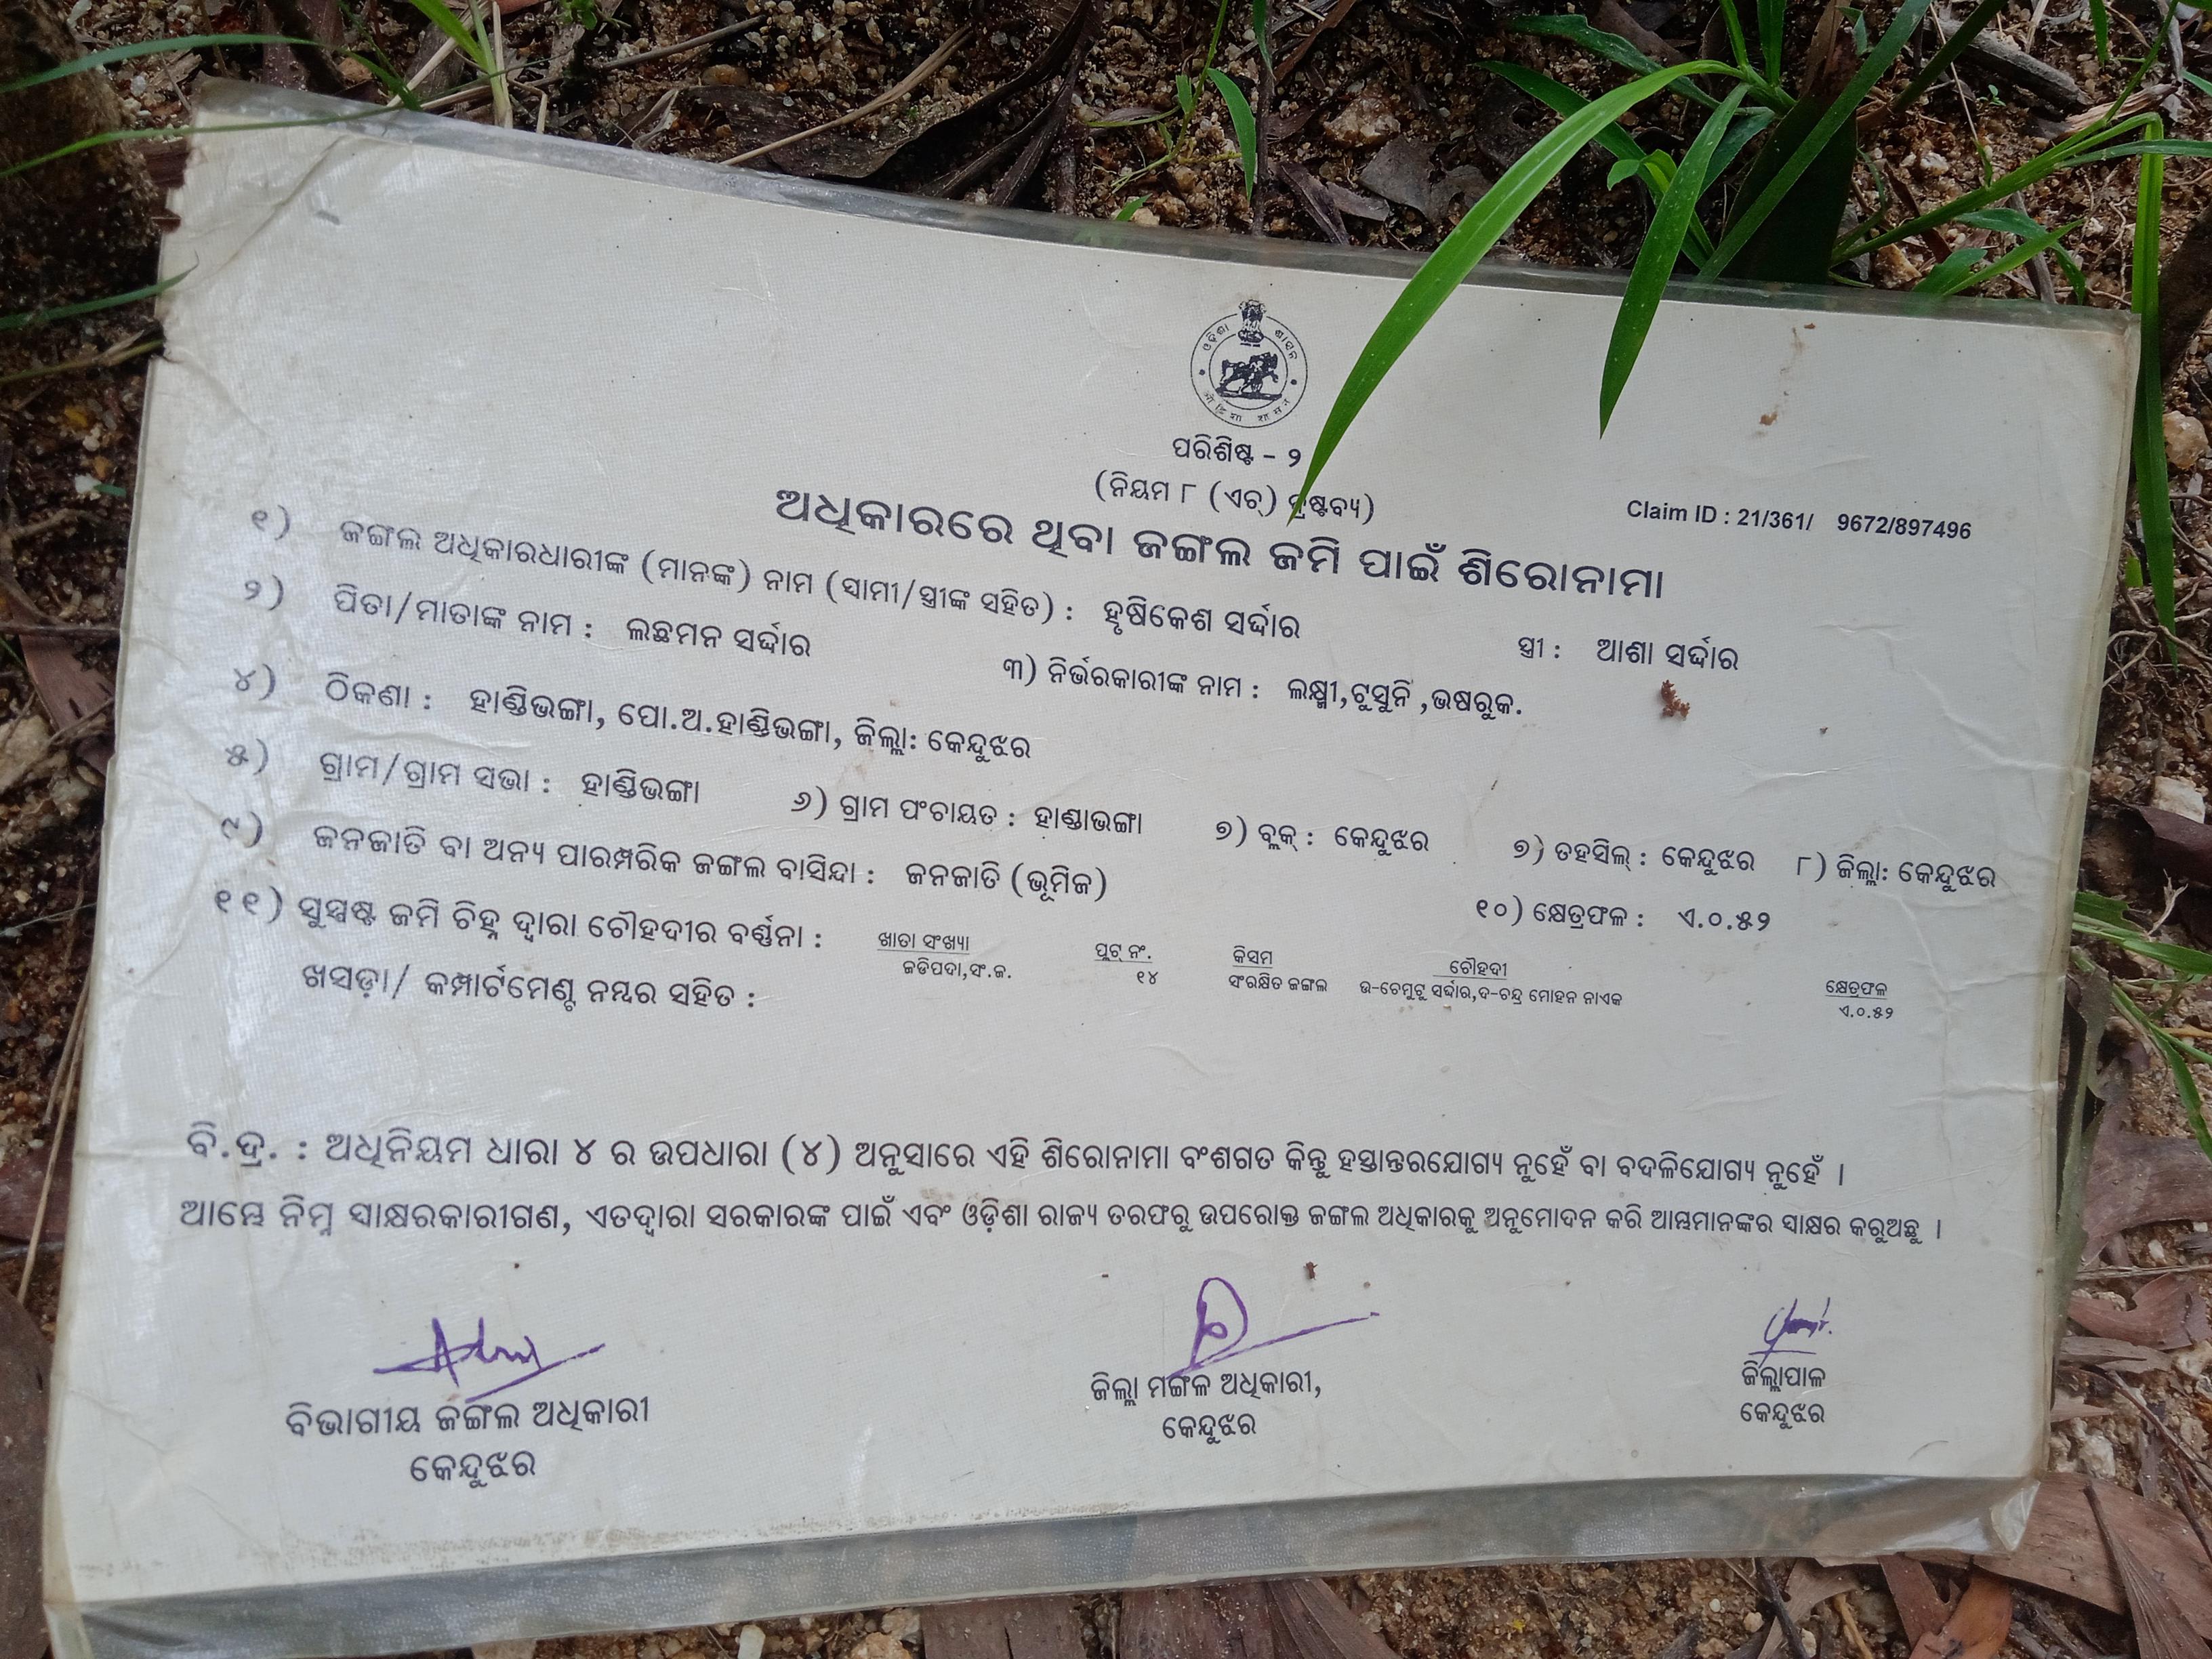 ଓଡ଼ିଶା ଶାସନ
ओडिशा शासन
ପରିଶିଷ୍ଟ - ୨
(ନିୟମ ୮ (ଏଚ୍) ଦ୍ରଷ୍ଟବ୍ୟ)
Claim ID : 21/361/ 9672/897496
ଅଧିକାରରେ ଥିବା ଜଙ୍ଗଲ ଜମି ପାଇଁ ଶିରୋନାମା
୧) ଜଙ୍ଗଲ ଅଧିକାରଧାରୀଙ୍କ (ମାନଙ୍କ) ନାମ (ସାମୀ/ସ୍ତ୍ରୀଙ୍କ ସହିତ) : ହୃଷିକେଶ ସର୍ଦ୍ଦାର ସ୍ତ୍ରୀ : ଆଶା ସର୍ଦ୍ଦାର
୨) ପିତା/ମାତାଙ୍କ ନାମ : ଲଛମନ ସର୍ଦ୍ଦାର ୩) ନିର୍ଭରକାରୀଙ୍କ ନାମ : ଲକ୍ଷ୍ମୀ,ଟୁସୁନି ,ଭଷରୁକ.
୪) ଠିକଣା : ହାଣ୍ଡିଭଙ୍ଗା, ପୋ.ଅ.ହାଣ୍ଡିଭଙ୍ଗା, ଜିଲ୍ଲା: କେନ୍ଦୁଝର
୫) ଗ୍ରାମ/ଗ୍ରାମ ସଭା : ହାଣ୍ଡିଭଙ୍ଗା ୬) ଗ୍ରାମ ପଂଚାୟତ : ହାଣ୍ଡାଭଙ୍ଗା ୭) ବ୍ଲକ୍ : କେନ୍ଦୁଝର ୭) ତହସିଲ୍ : କେନ୍ଦୁଝର ୮) ଜିଲ୍ଲା: କେନ୍ଦୁଝର
୯) ଜନଜାତି ବା ଅନ୍ୟ ପାରମ୍ପରିକ ଜଙ୍ଗଲ ବାସିନ୍ଦା : ଜନଜାତି (ଭୂମିଜ) ୧୦) କ୍ଷେତ୍ରଫଳ : ଏ.୦.୫୨
୧୧) ସୁସ୍ପଷ୍ଟ ଜମି ଚିହ୍ନ ଦ୍ୱାରା ଚୌହଦୀର ବର୍ଣ୍ଣନା : ଖାତା ସଂଖ୍ୟା ପ୍ଲଟ୍ ନଂ. କିସମ ଚୌହଦୀ କ୍ଷେତ୍ରଫଳ
ଖସଡ଼ା/ କମ୍ପାର୍ଟମେଣ୍ଟ ନମ୍ବର ସହିତ : ଜଡିପଦା,ସଂ.ଜ. ୧୪ ସଂରକ୍ଷିତ ଜଙ୍ଗଲ ଉ-ଚେମୁଟୁ ସର୍ଦ୍ଦାର,ଦ-ଚନ୍ଦ୍ର ମୋହନ ନାଏକ ଏ.୦.୫୨
ବି.ଦ୍ର. : ଅଧିନିୟମ ଧାରା ୪ ର ଉପଧାରା (୪) ଅନୁସାରେ ଏହି ଶିରୋନାମା ବଂଶଗତ କିନ୍ତୁ ହସ୍ତାନ୍ତରଯୋଗ୍ୟ ନୁହେଁ ବା ବଦଳିଯୋଗ୍ୟ ନୁହେଁ ।
ଆମ୍ଭେ ନିମ୍ନ ସାକ୍ଷରକାରୀଗଣ, ଏତଦ୍ୱାରା ସରକାରଙ୍କ ପାଇଁ ଏବଂ ଓଡ଼ିଶା ରାଜ୍ୟ ତରଫରୁ ଉପରୋକ୍ତ ଜଙ୍ଗଲ ଅଧିକାରକୁ ଅନୁମୋଦନ କରି ଆମ୍ଭମାନଙ୍କର ସାକ୍ଷର କରୁଅଛୁ ।
ବିଭାଗୀୟ ଜଙ୍ଗଲ ଅଧିକାରୀ
କେନ୍ଦୁଝର
ଜିଲ୍ଲା ମଙ୍ଗଳ ଅଧିକାରୀ,
କେନ୍ଦୁଝର
ଜିଲ୍ଲାପାଳ
କେନ୍ଦୁଝର